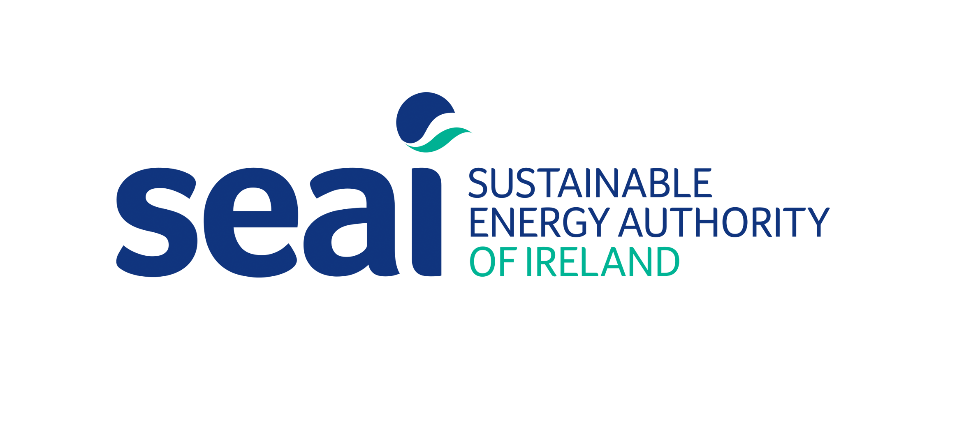 seai
SUSTAINABLE
ENERGY AUTHORITY
OF IRELAND